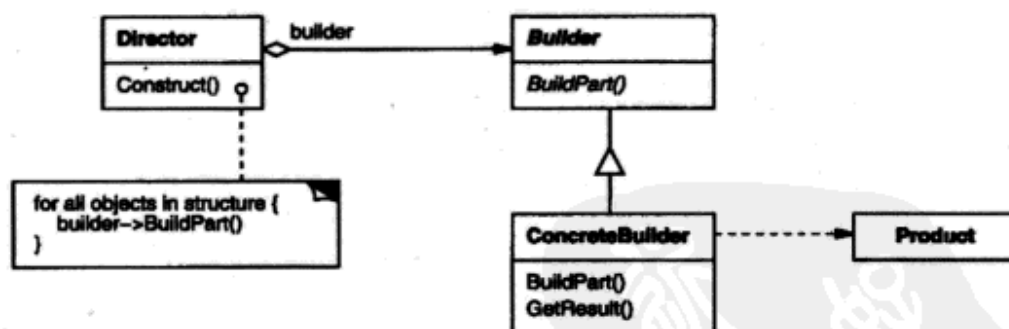 Director
Construct()
builder
Builder
BuildPart()
for all objects in structure {
builder->BuildPart()
}
ConcreteBuilder
BuildPart()
GetResult()
Product